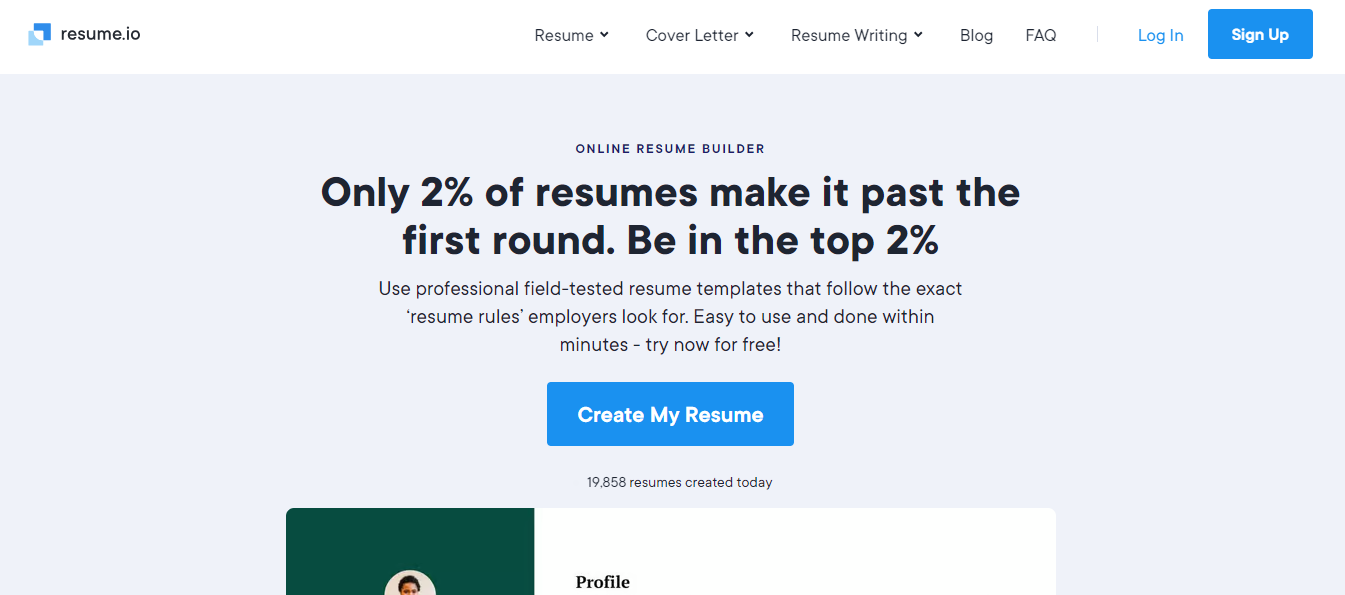 resume.io
Resume
Cover Letter
Resume Writing
Blog
FAQ
Log In
Sign Up
ONLINE RESUME BUILDER
Only 2% of resumes make it past the
first round. Be in the top 2%
Use professional field-tested resume templates that follow the exact
‘resume rules’ employers look for. Easy to use and done within
minutes - try now for free!
Create My Resume
19,858 resumes created today
Profile